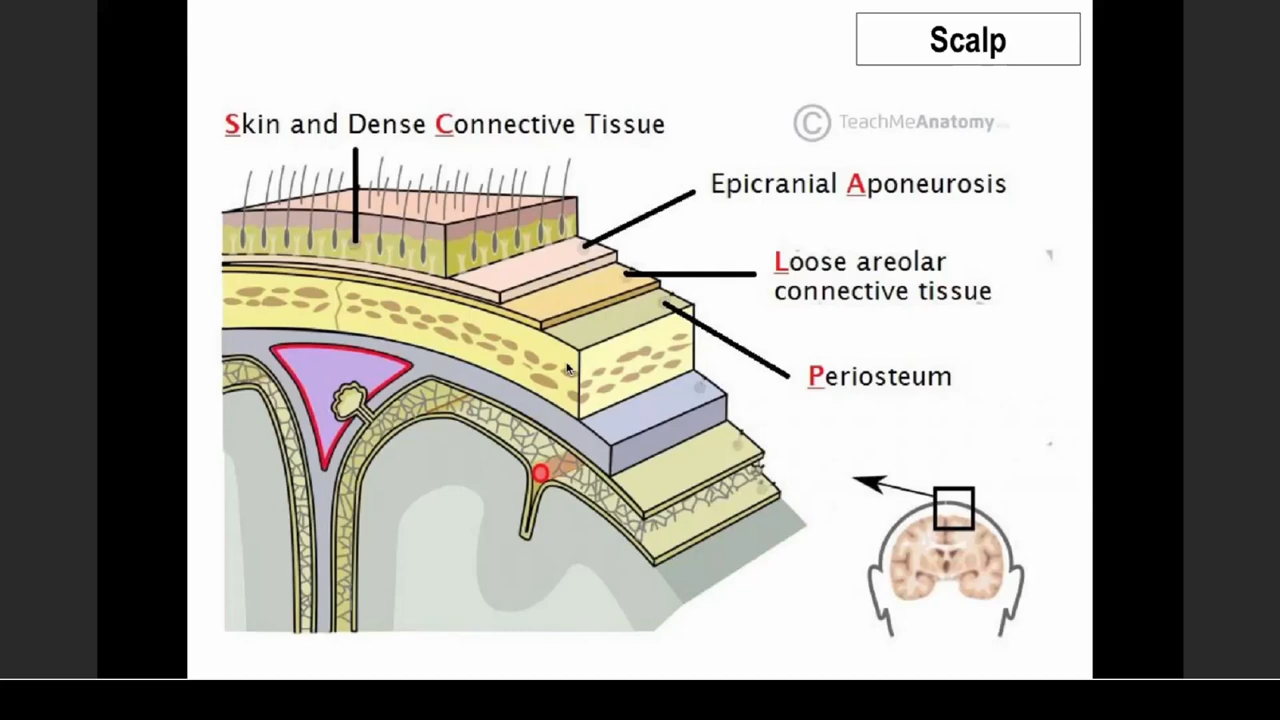 Scalp
Skin and Dense Connective Tissue
© TeachMeAnatomy
Epicranial Aponeurosis
Loose areolar
connective tissue
Periosteum